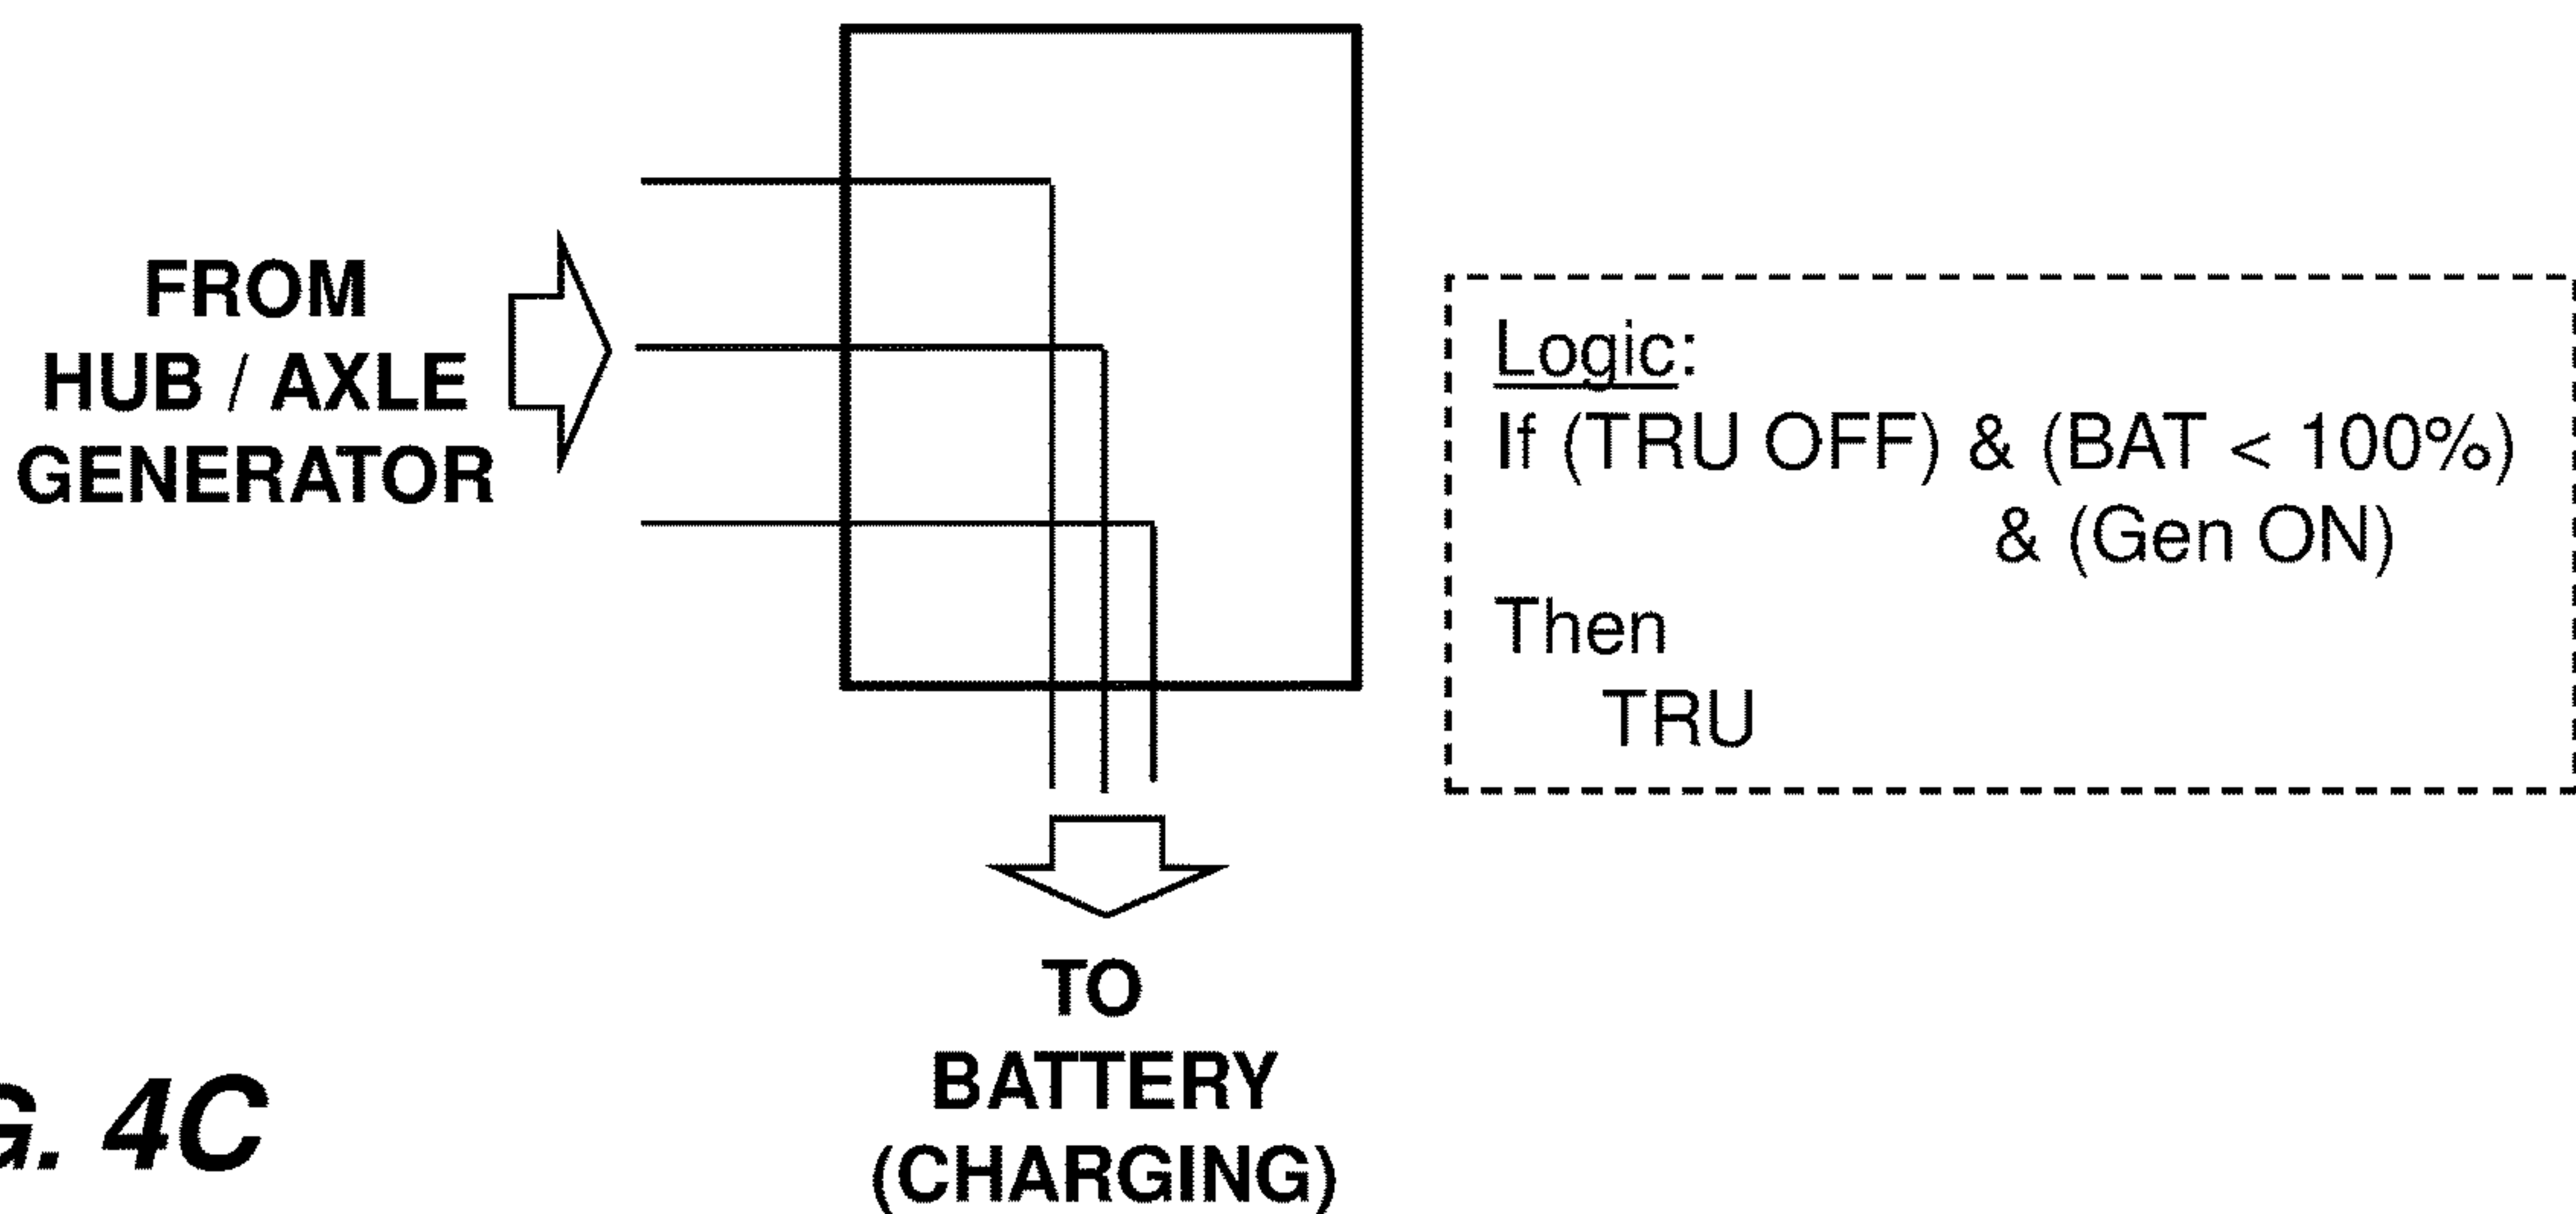 FROM
HUB / AXLE
GENERATOR
Logic:
If (TRU OFF) & (BAT < 100%)
& (Gen ON)
Then
TRU
TO
BATTERY
(CHARGING)
G. 4C